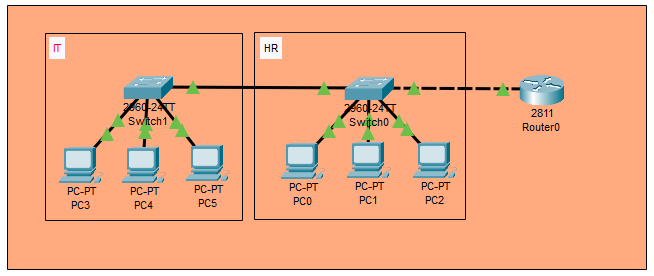 IT
HR
2960-24TT
Switch1
2960-24TT
Switch0
2811
Router0
PC-PT
PC3
PC-PT
PC4
PC-PT
PC5
PC-PT
PC0
PC-PT
PC1
PC-PT
PC2